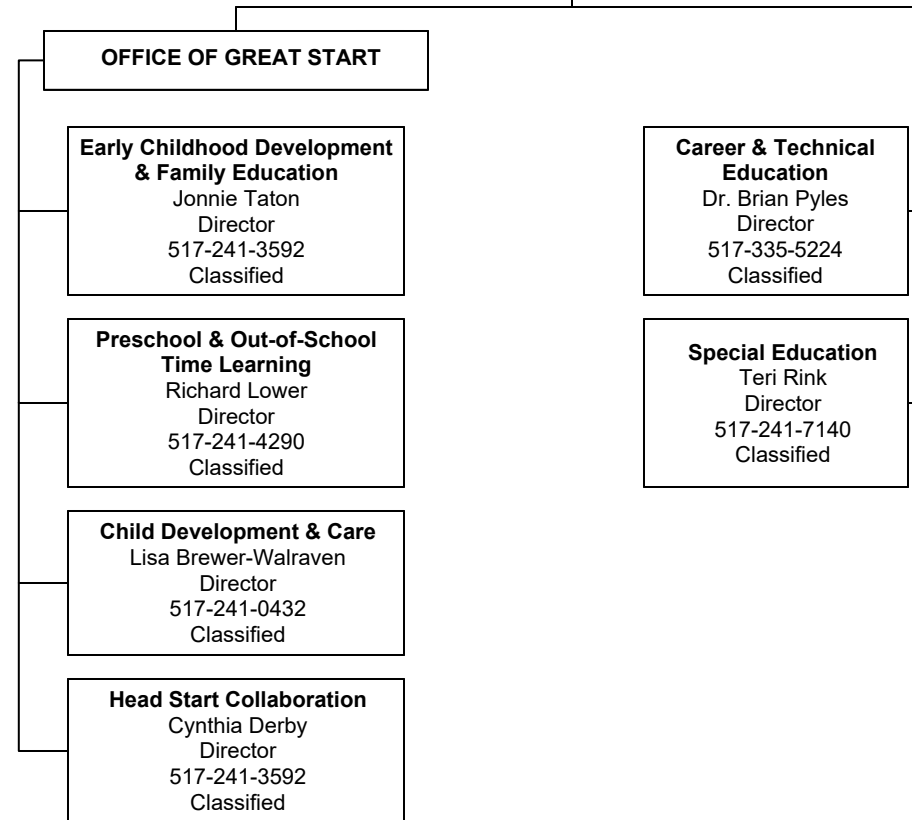 OFFICE OF GREAT START
Early Childhood Development
& Family Education
Jonnie Taton
Director
517-241-3592
Classified
Preschool & Out-of-School
Time Learning
Richard Lower
Director
517-241-4290
Classified
Child Development & Care
Lisa Brewer-Walraven
Director
517-241-0432
Classified
Head Start Collaboration
Cynthia Derby
Director
517-241-3592
Classified
Career & Technical
Education
Dr. Brian Pyles
Director
517-335-5224
Classified
Special Education
Teri Rink
Director
517-241-7140
Classified